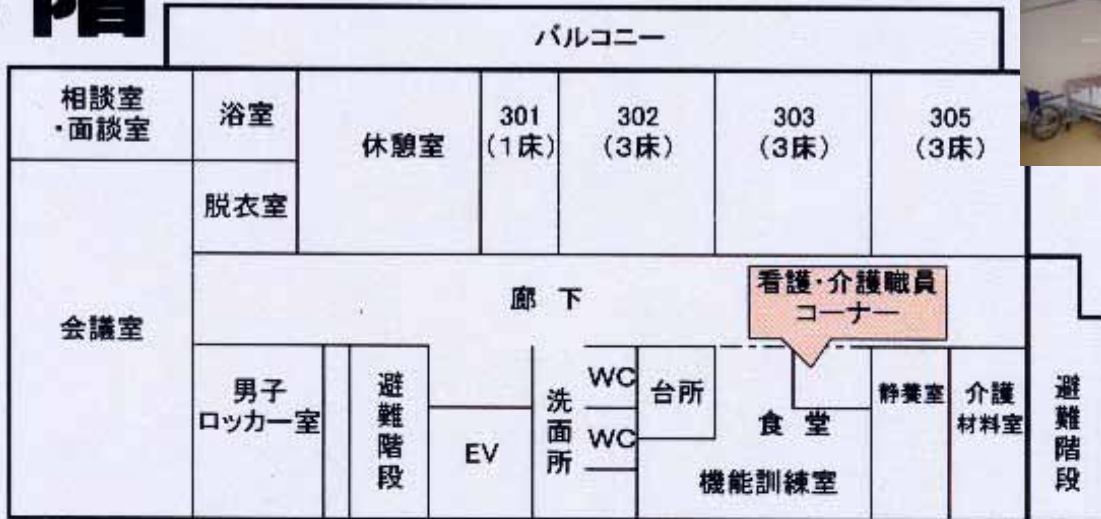 階
バルコニー
相談室
・面談室
浴室
休憩室
301
(1床)
302
(3床)
303
(3床)
305
(3床)
脱衣室
会議室
廊下
看護・介護職員
コーナー
男子
ロッカー室
避難階段
EV
洗面所
WC
WC
台所
食堂
機能訓練室
静養室
介護
材料室
避難階段